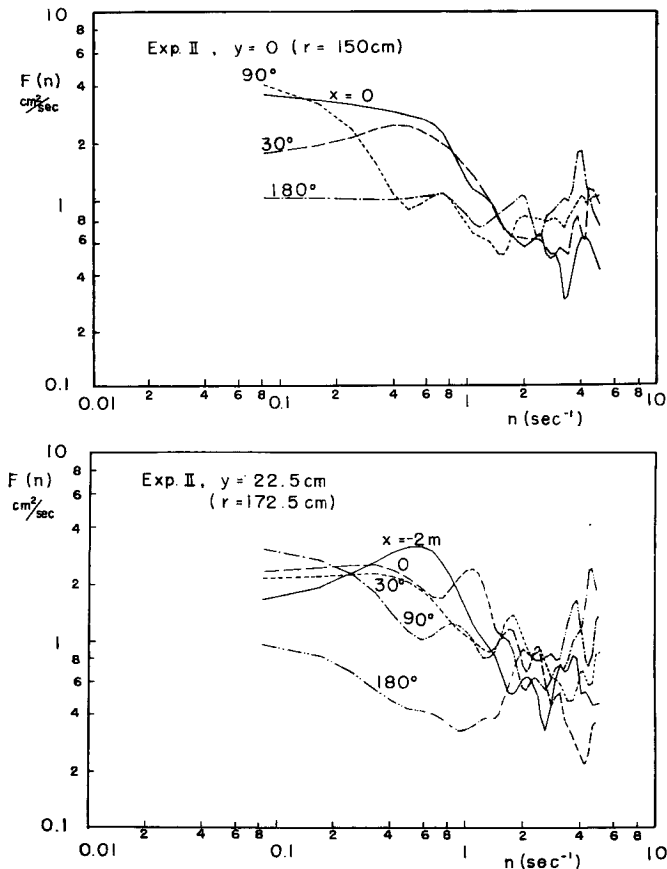 10
8
6
4
2
1
8
6
4
2
0.1
F (n)
cm²/sec
Exp. II , y = 0 ( r = 150cm)
90°
x = 0
30°
180°
0.01 2 4 6 8 0.1 2 4 6 8 1 2 4 6 8 10
n (sec⁻¹)
10
8
6
4
2
1
8
6
4
2
0.1
F (n)
cm²/sec
Exp. II , y = 22.5 cm
( r = 172.5 cm)
x = -2 m
0
30°
90°
180°
0.01 2 4 6 8 0.1 2 4 6 8 1 2 4 6 8 10
n (sec⁻¹)